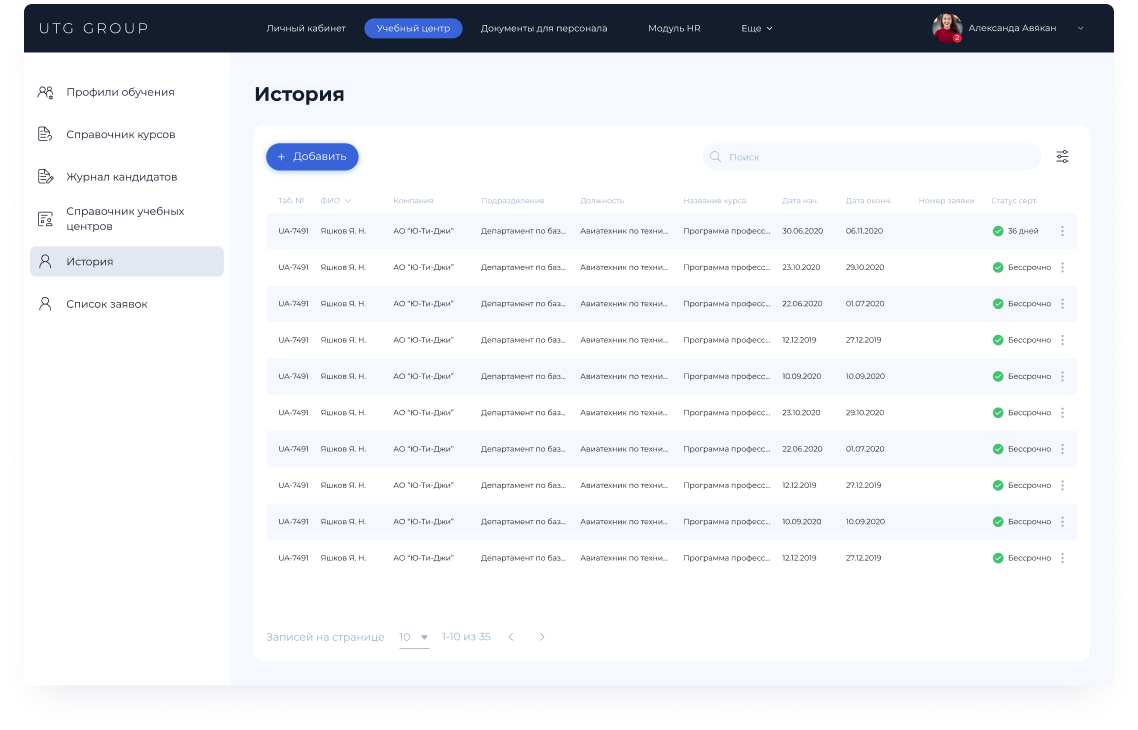 UTG GROUP Личный кабинет Учебный центр Документы для персонала Модуль HR Еще 2 Александа Авякан
Профили обучения
Справочник курсов
Журнал кандидатов
Справочник учебных
центров
История
Список заявок
История
+ Добавить Поиск
Таб. № ФИО Компания Подразделение Должность Название курса Дата нач. Дата оконч. Номер заявки Статус серт.
UA-7491 Яшков Я. Н. АО "Ю-Ти-Джи" Департамент по баз... Авиатехник по техни... Программа професс... 30.06.2020 06.11.2020 36 дней
UA-7491 Яшков Я. Н. АО "Ю-Ти-Джи" Департамент по баз... Авиатехник по техни... Программа професс... 23.10.2020 29.10.2020 Бессрочно
UA-7491 Яшков Я. Н. АО "Ю-Ти-Джи" Департамент по баз... Авиатехник по техни... Программа професс... 22.06.2020 01.07.2020 Бессрочно
UA-7491 Яшков Я. Н. АО "Ю-Ти-Джи" Департамент по баз... Авиатехник по техни... Программа професс... 12.12.2019 27.12.2019 Бессрочно
UA-7491 Яшков Я. Н. АО "Ю-Ти-Джи" Департамент по баз... Авиатехник по техни... Программа професс... 10.09.2020 10.09.2020 Бессрочно
UA-7491 Яшков Я. Н. АО "Ю-Ти-Джи" Департамент по баз... Авиатехник по техни... Программа професс... 23.10.2020 29.10.2020 Бессрочно
UA-7491 Яшков Я. Н. АО "Ю-Ти-Джи" Департамент по баз... Авиатехник по техни... Программа професс... 22.06.2020 01.07.2020 Бессрочно
UA-7491 Яшков Я. Н. АО "Ю-Ти-Джи" Департамент по баз... Авиатехник по техни... Программа професс... 12.12.2019 27.12.2019 Бессрочно
UA-7491 Яшков Я. Н. АО "Ю-Ти-Джи" Департамент по баз... Авиатехник по техни... Программа професс... 10.09.2020 10.09.2020 Бессрочно
UA-7491 Яшков Я. Н. АО "Ю-Ти-Джи" Департамент по баз... Авиатехник по техни... Программа професс... 12.12.2019 27.12.2019 Бессрочно
Записей на странице 10 1-10 из 35